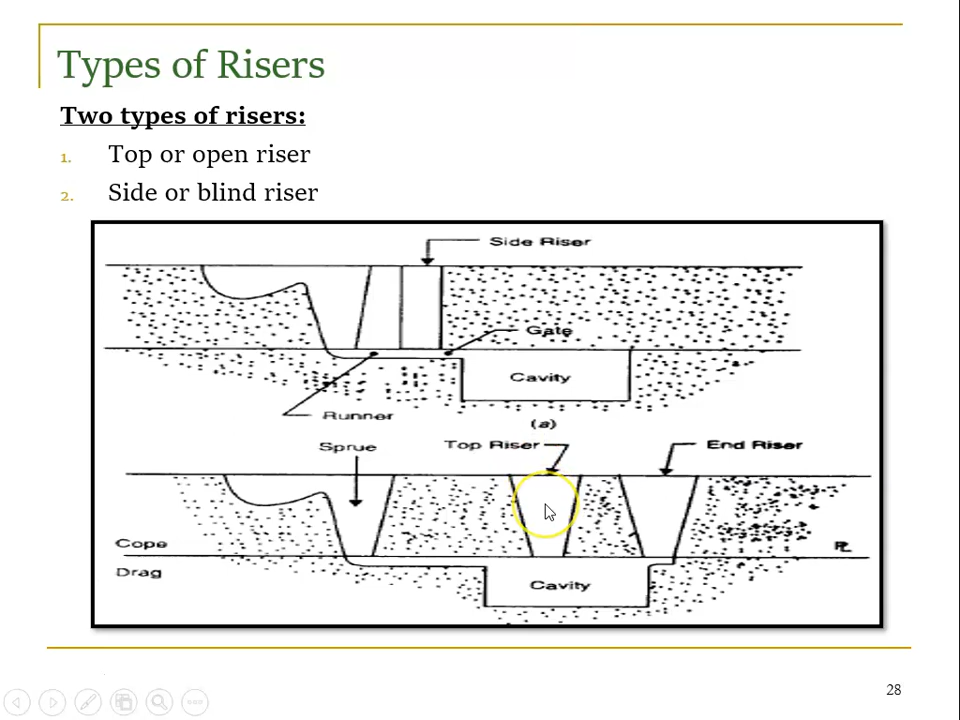 Types of Risers
Two types of risers:
1. Top or open riser
2. Side or blind riser
Side Riser
Gate
Cavity
Runner
(a)
Sprue
Top Riser
End Riser
Cope
Drag
Cavity
28